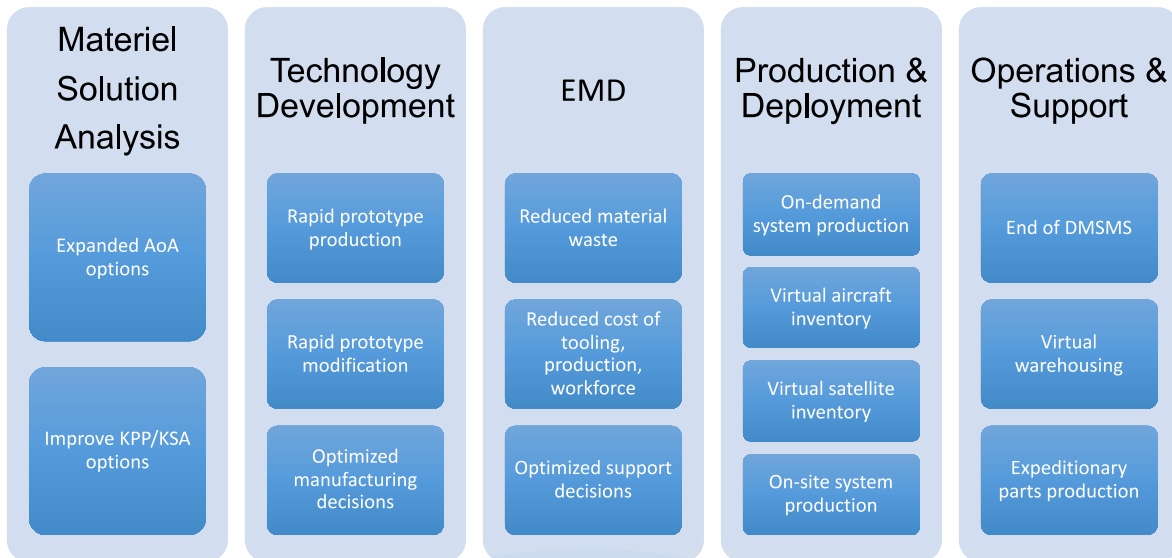 Materiel
Solution
Analysis
Expanded AoA
options
Improve KPP/KSA
options
Technology
Development
Rapid prototype
production
Rapid prototype
modification
Optimized
manufacturing
decisions
EMD
Reduced material
waste
Reduced cost of
tooling,
production,
workforce
Optimized support
decisions
Production &
Deployment
On-demand
system production
Virtual aircraft
inventory
Virtual satellite
inventory
On-site system
production
Operations &
Support
End of DMSMS
Virtual
warehousing
Expeditionary
parts production